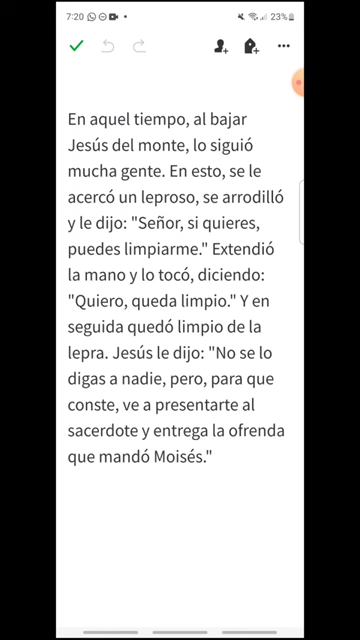 7:20 23%
En aquel tiempo, al bajar
Jesús del monte, lo siguió
mucha gente. En esto, se le
acercó un leproso, se arrodilló
y le dijo: "Señor, si quieres,
puedes limpiarme." Extendió
la mano y lo tocó, diciendo:
"Quiero, queda limpio." Y en
seguida quedó limpio de la
lepra. Jesús le dijo: "No se lo
digas a nadie, pero, para que
conste, ve a presentarte al
sacerdote y entrega la ofrenda
que mandó Moisés."